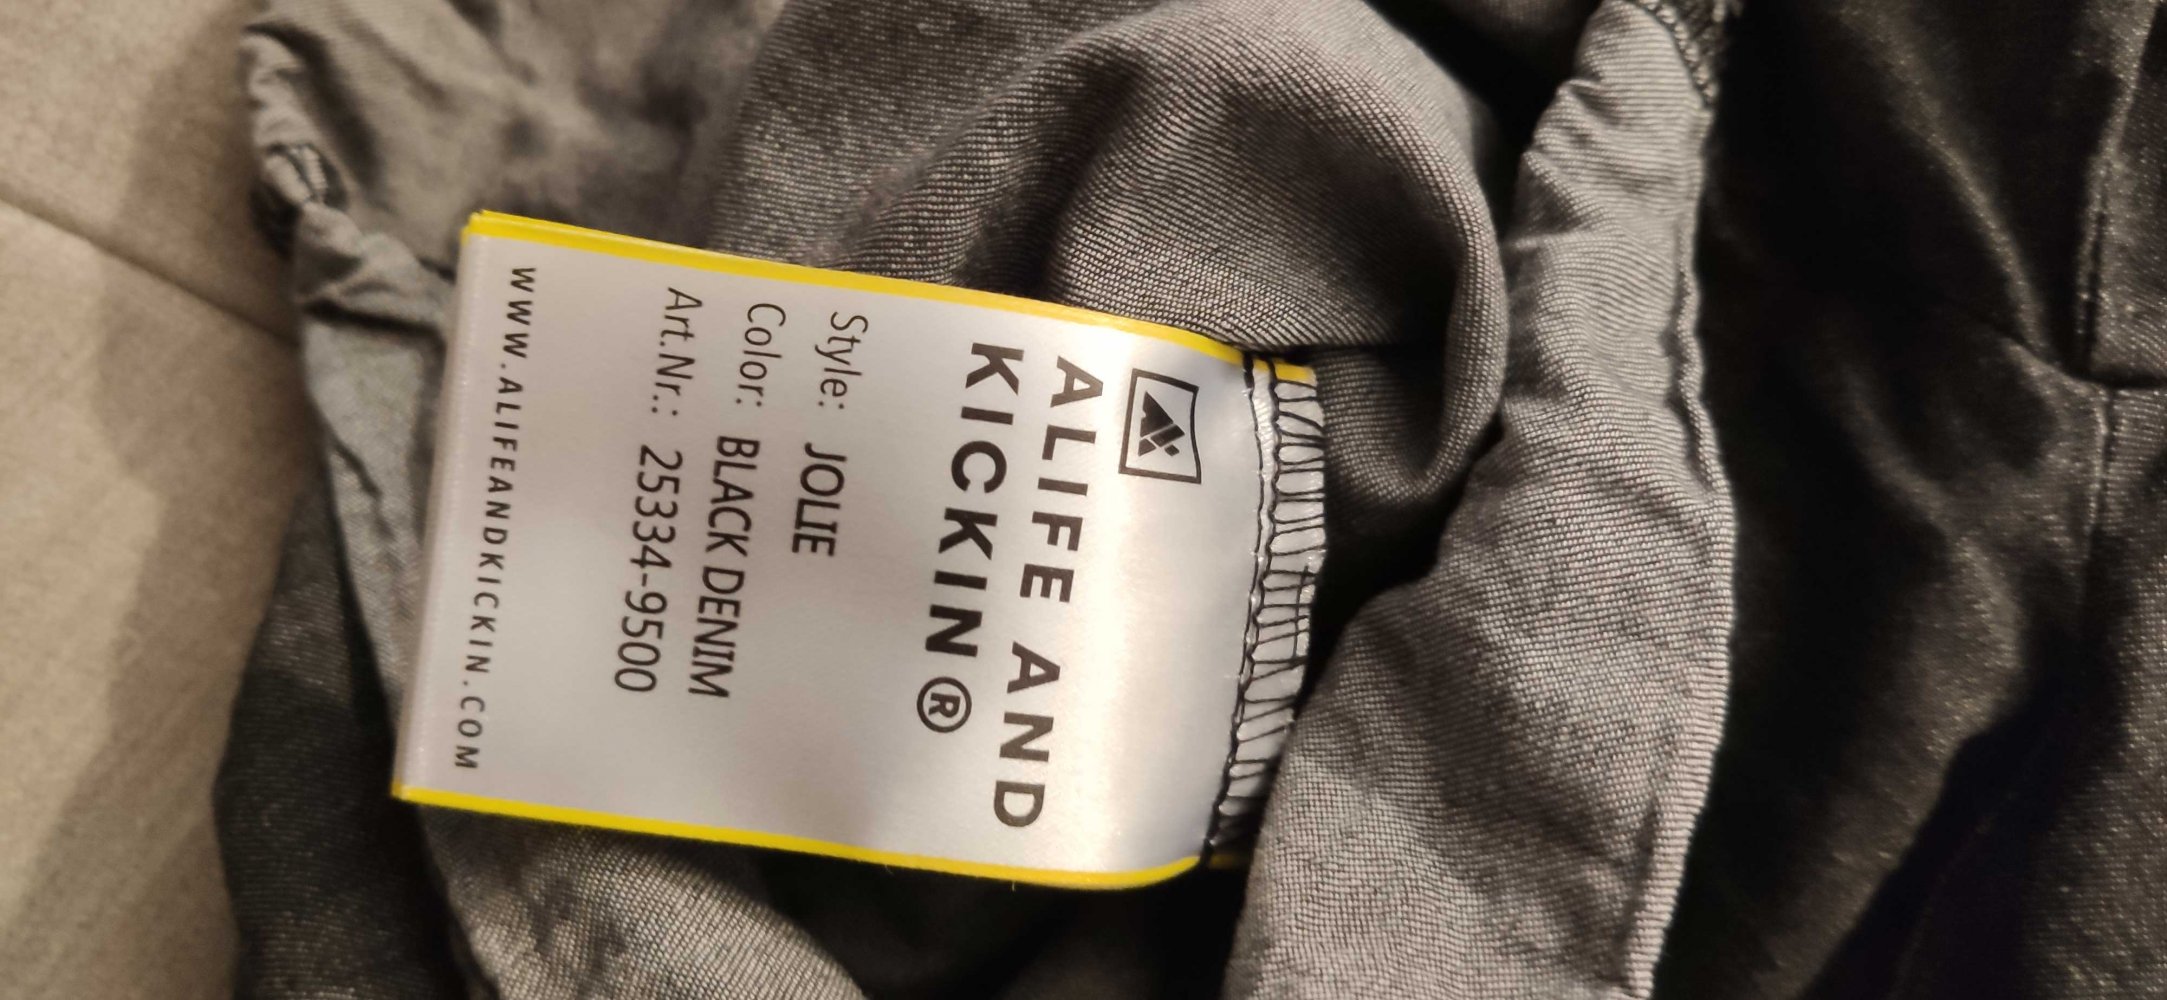 ALIFE AND
KICKIN®
Style: JOLIE
Color: BLACK DENIM
Art.Nr.: 25334-9500
WWW.ALIFEANDKICKIN.COM